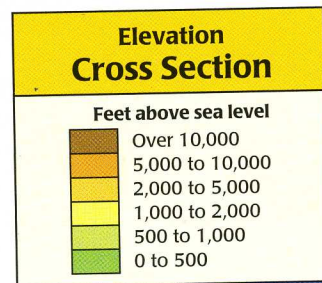 Elevation
Cross Section
Feet above sea level
Over 10,000
5,000 to 10,000
2,000 to 5,000
1,000 to 2,000
500 to 1,000
0 to 500